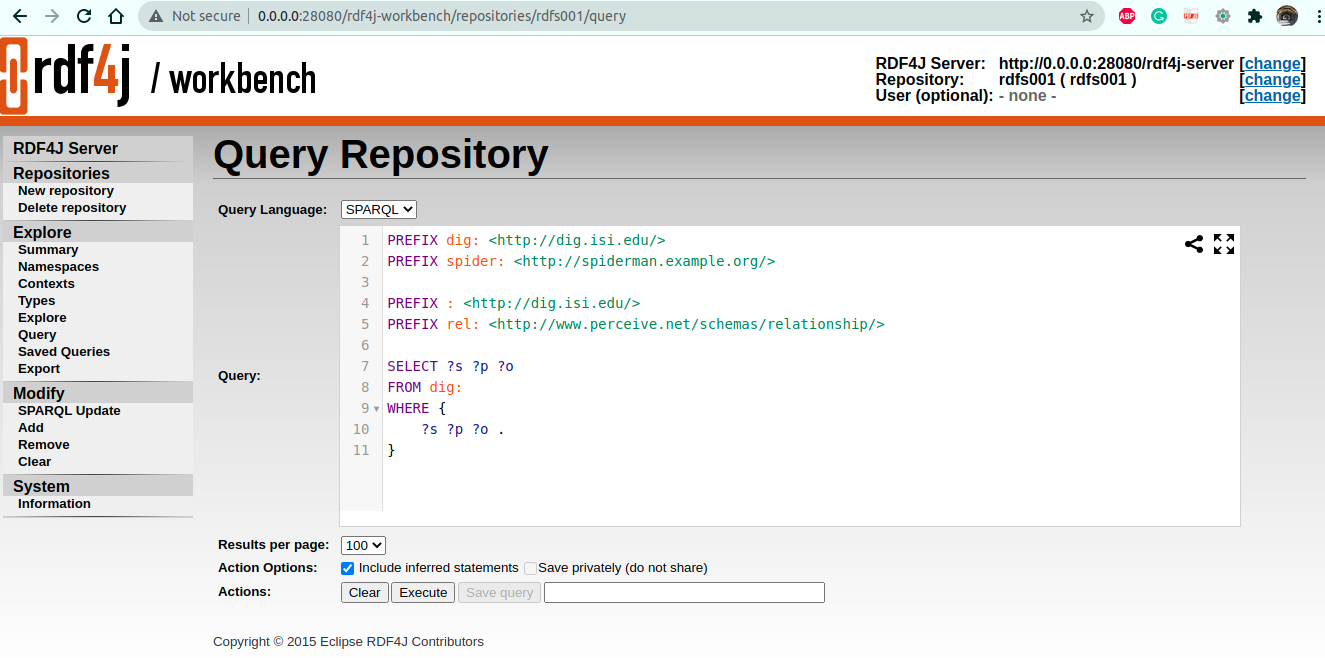 Not secure 0.0.0.0:28080/rdf4j-workbench/repositories/rdfs001/query
ABP
rdf4j / workbench
RDF4J Server: http://0.0.0.0:28080/rdf4j-server [change]
Repository: rdfs001 ( rdfs001 ) [change]
User (optional): - none - [change]
RDF4J Server
Repositories
New repository
Delete repository
Explore
Summary
Namespaces
Contexts
Types
Explore
Query
Saved Queries
Export
Modify
SPARQL Update
Add
Remove
Clear
System
Information
Query Repository
Query Language: SPARQL
Query:
1 PREFIX dig: <http://dig.isi.edu/>
2 PREFIX spider: <http://spiderman.example.org/>
3
4 PREFIX : <http://dig.isi.edu/>
5 PREFIX rel: <http://www.perceive.net/schemas/relationship/>
6
7 SELECT ?s ?p ?o
8 FROM dig:
9 WHERE {
10 ?s ?p ?o .
11 }
Results per page: 100
Action Options: Include inferred statements Save privately (do not share)
Actions: Clear Execute Save query
Copyright © 2015 Eclipse RDF4J Contributors